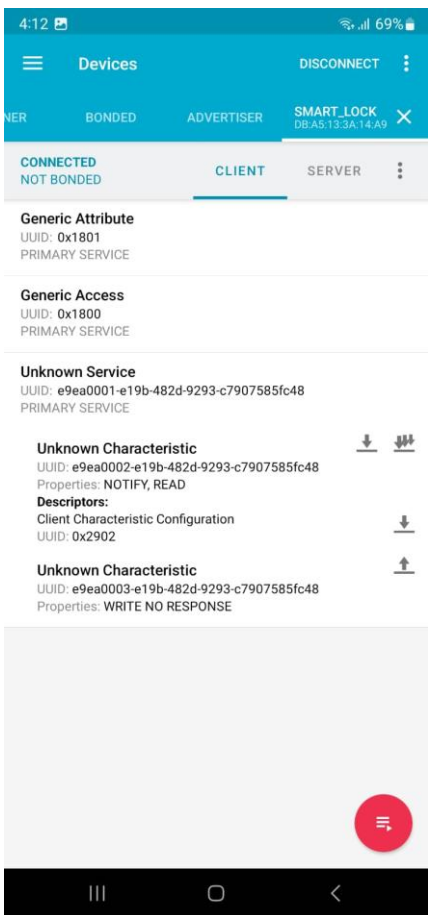 4:12
69%
Devices
DISCONNECT
NER
BONDED
ADVERTISER
SMART_LOCK
DB:A5:13:3A:14:A9
CONNECTED
NOT BONDED
CLIENT
SERVER
Generic Attribute
UUID: 0x1801
PRIMARY SERVICE
Generic Access
UUID: 0x1800
PRIMARY SERVICE
Unknown Service
UUID: e9ea0001-e19b-482d-9293-c7907585fc48
PRIMARY SERVICE
Unknown Characteristic
UUID: e9ea0002-e19b-482d-9293-c7907585fc48
Properties: NOTIFY, READ
Descriptors:
Client Characteristic Configuration
UUID: 0x2902
Unknown Characteristic
UUID: e9ea0003-e19b-482d-9293-c7907585fc48
Properties: WRITE NO RESPONSE